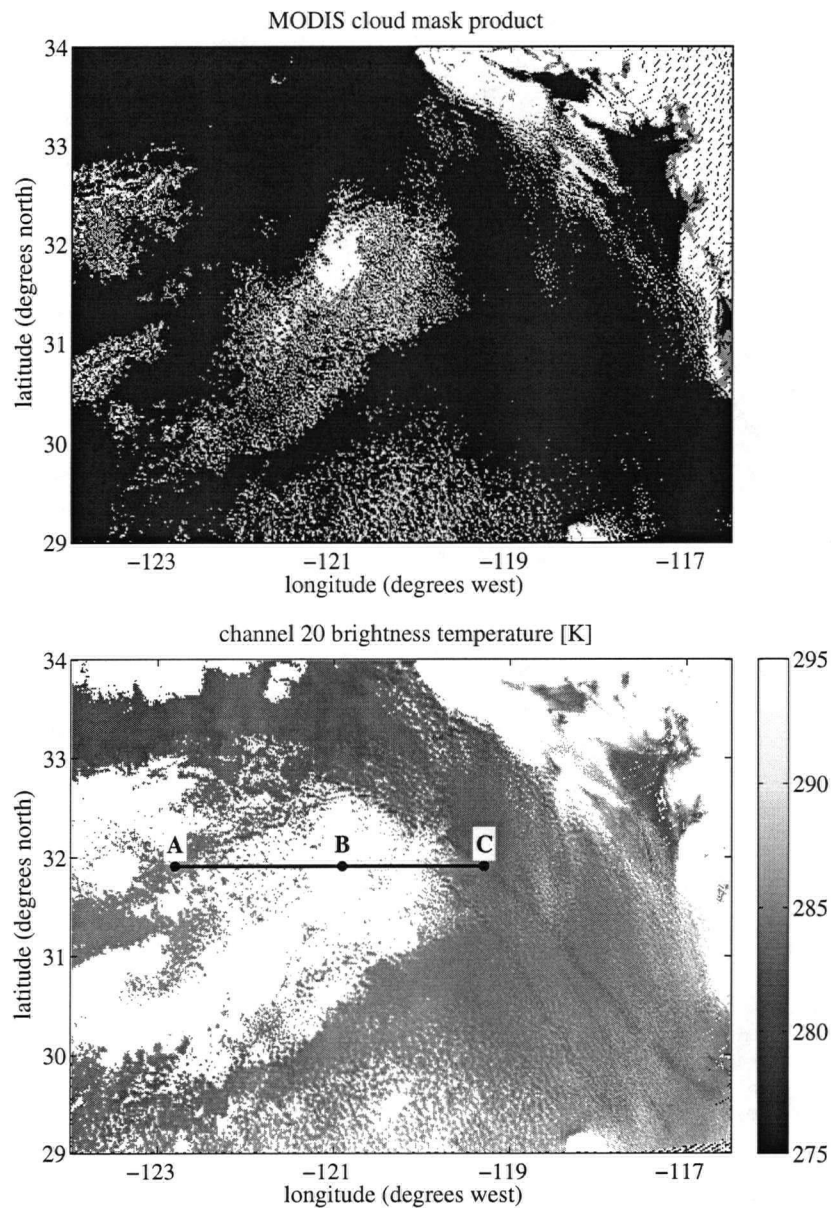 MODIS cloud mask product
34
33
32
31
30
29
latitude (degrees north)
−123 −121 −119 −117
longitude (degrees west)
channel 20 brightness temperature [K]
34
33
32
31
30
29
latitude (degrees north)
A B C
−123 −121 −119 −117
longitude (degrees west)
295
290
285
280
275